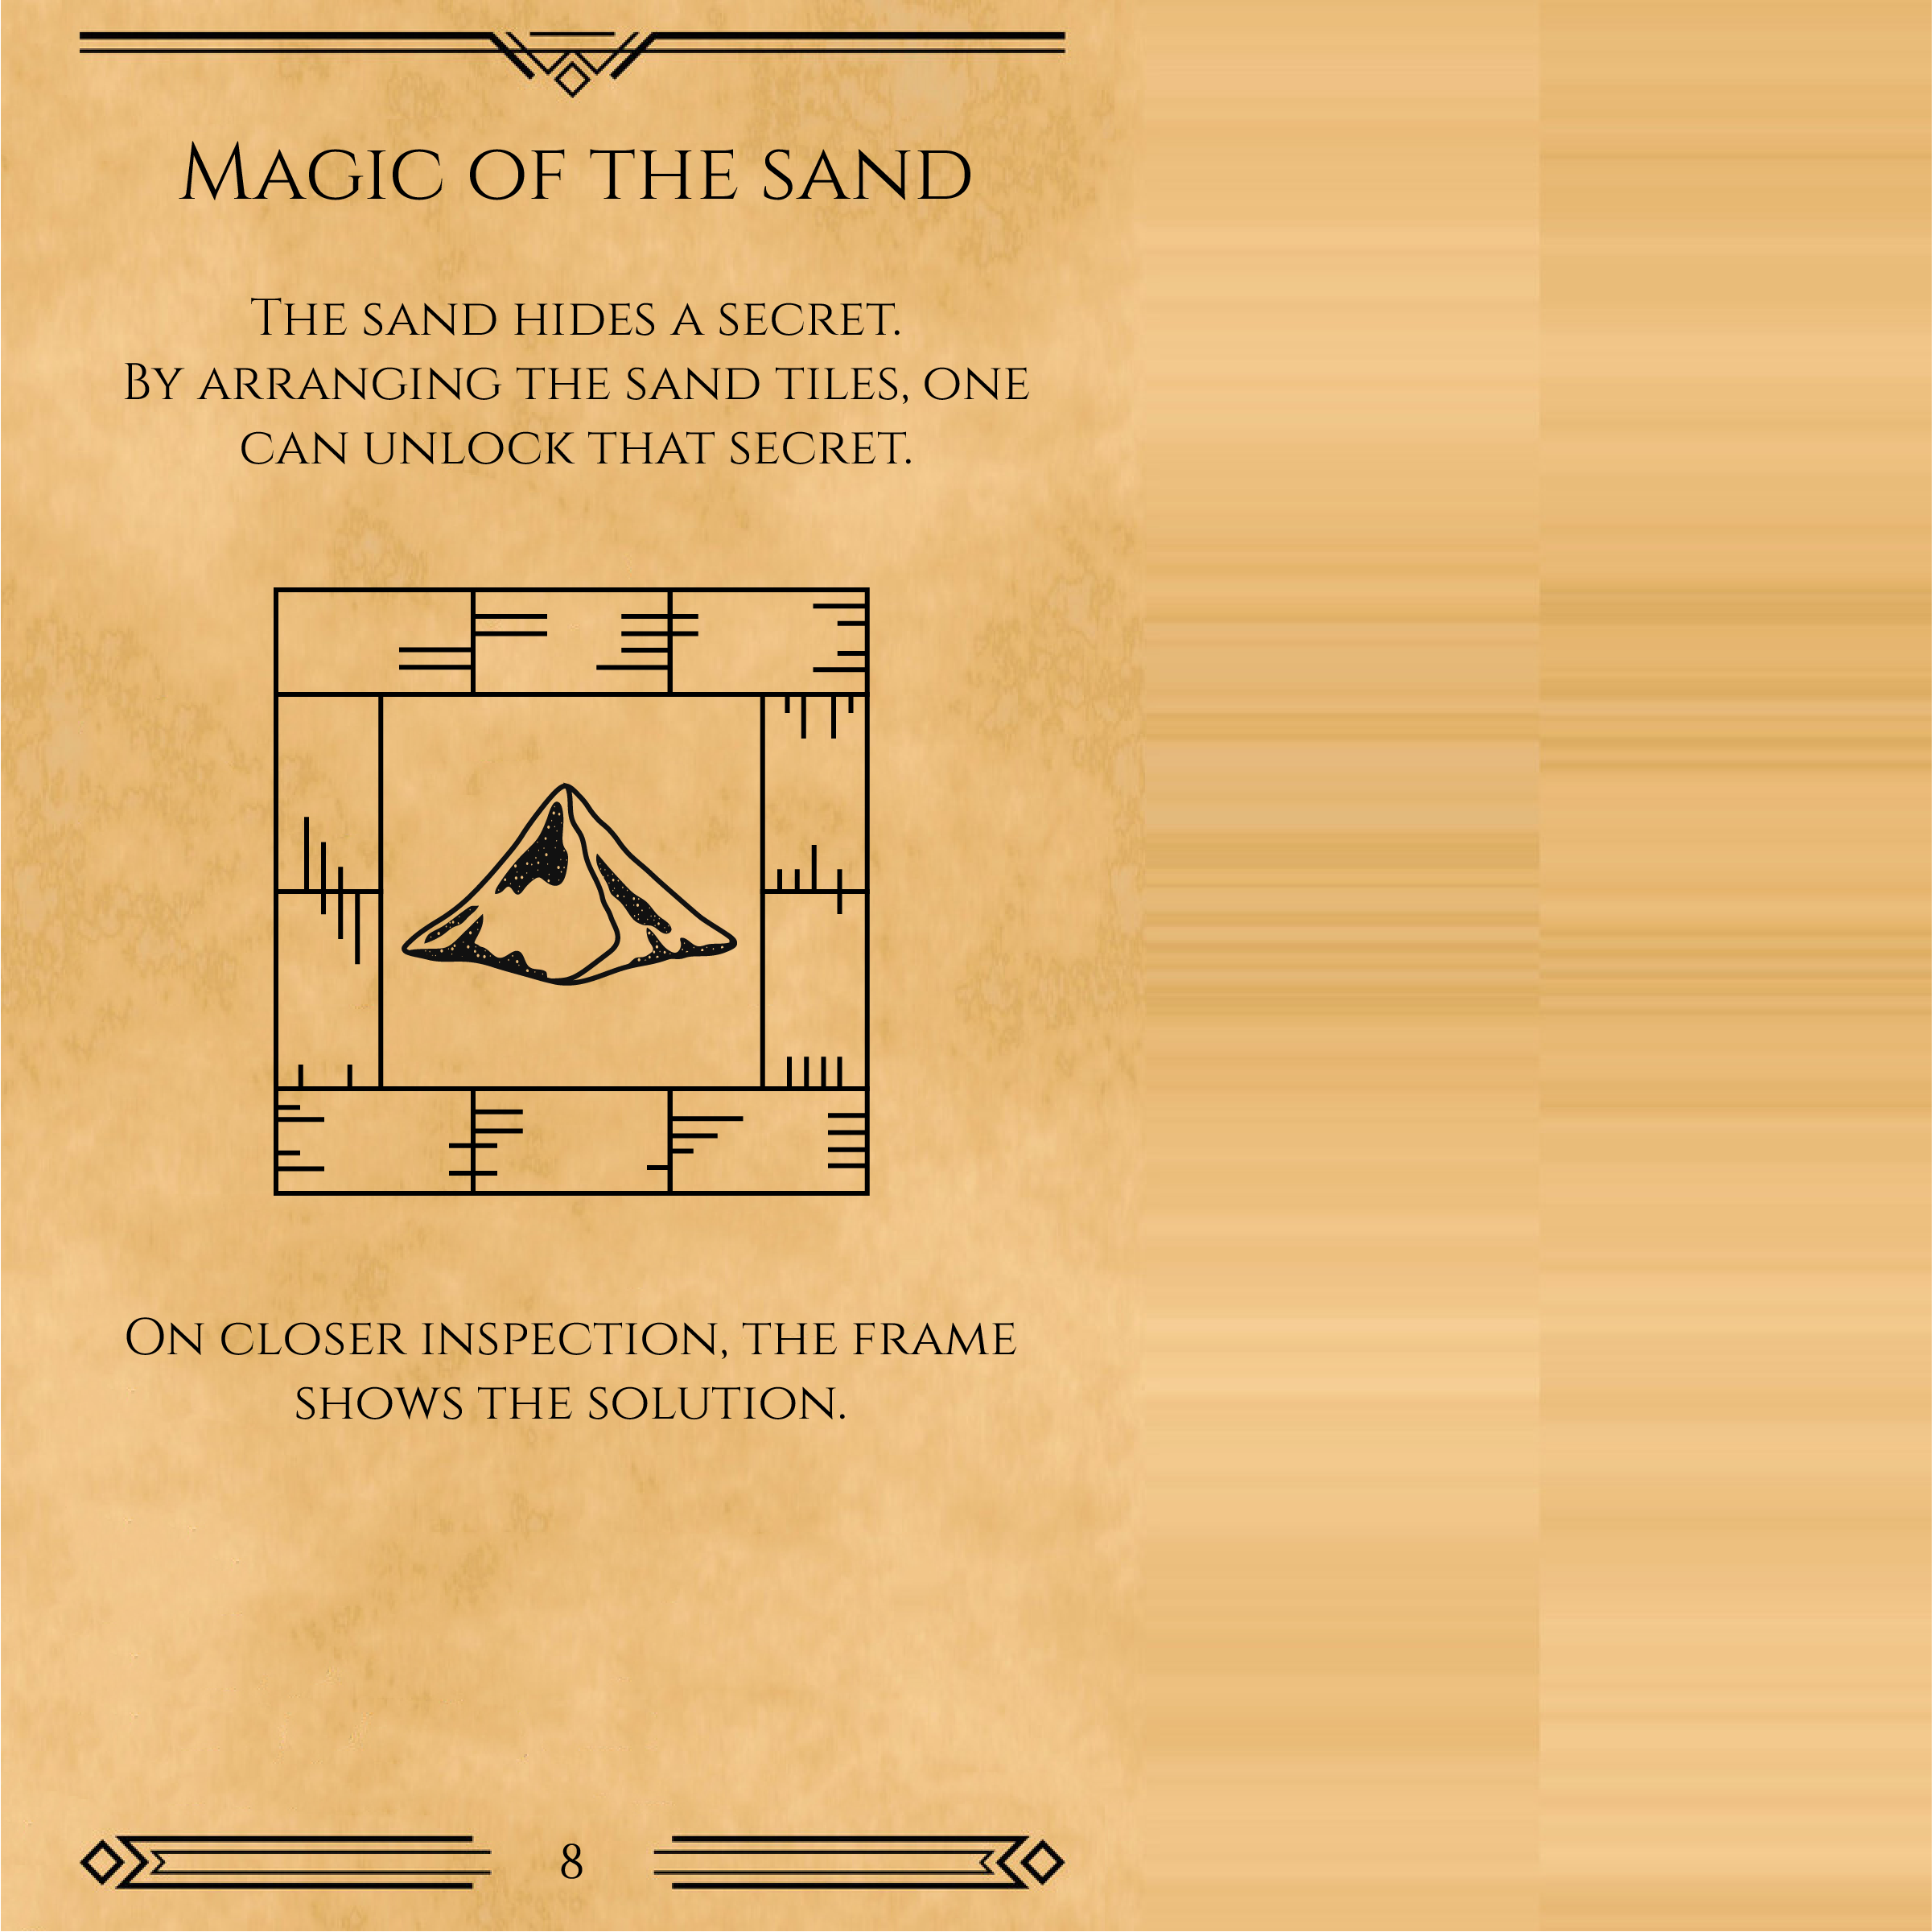 Magic of the sand
The sand hides a secret.
By arranging the sand tiles, one
can unlock that secret.
On closer inspection, the frame
shows the solution.
8